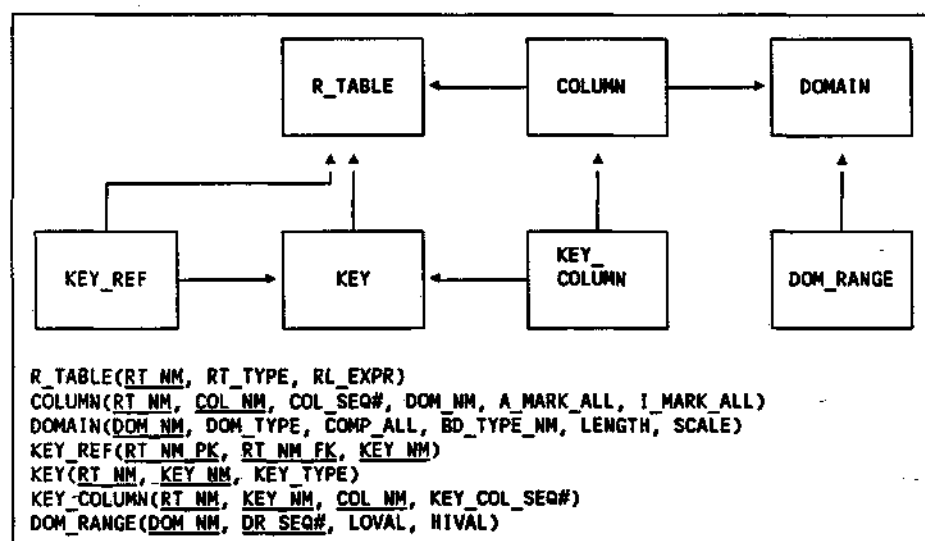 R_TABLE
COLUMN
DOMAIN
KEY_REF
KEY
KEY_
COLUMN
DOM_RANGE
R_TABLE(RT_NM, RT_TYPE, RL_EXPR)
COLUMN(RT_NM, COL_NM, COL_SEQ#, DOM_NM, A_MARK_ALL, I_MARK_ALL)
DOMAIN(DOM_NM, DOM_TYPE, COMP_ALL, BD_TYPE_NM, LENGTH, SCALE)
KEY_REF(RT_NM_PK, RT_NM_FK, KEY_NM)
KEY(RT_NM, KEY_NM, KEY_TYPE)
KEY_COLUMN(RT_NM, KEY_NM, COL_NM, KEY_COL_SEQ#)
DOM_RANGE(DOM_NM, DR_SEQ#, LOVAL, HIVAL)